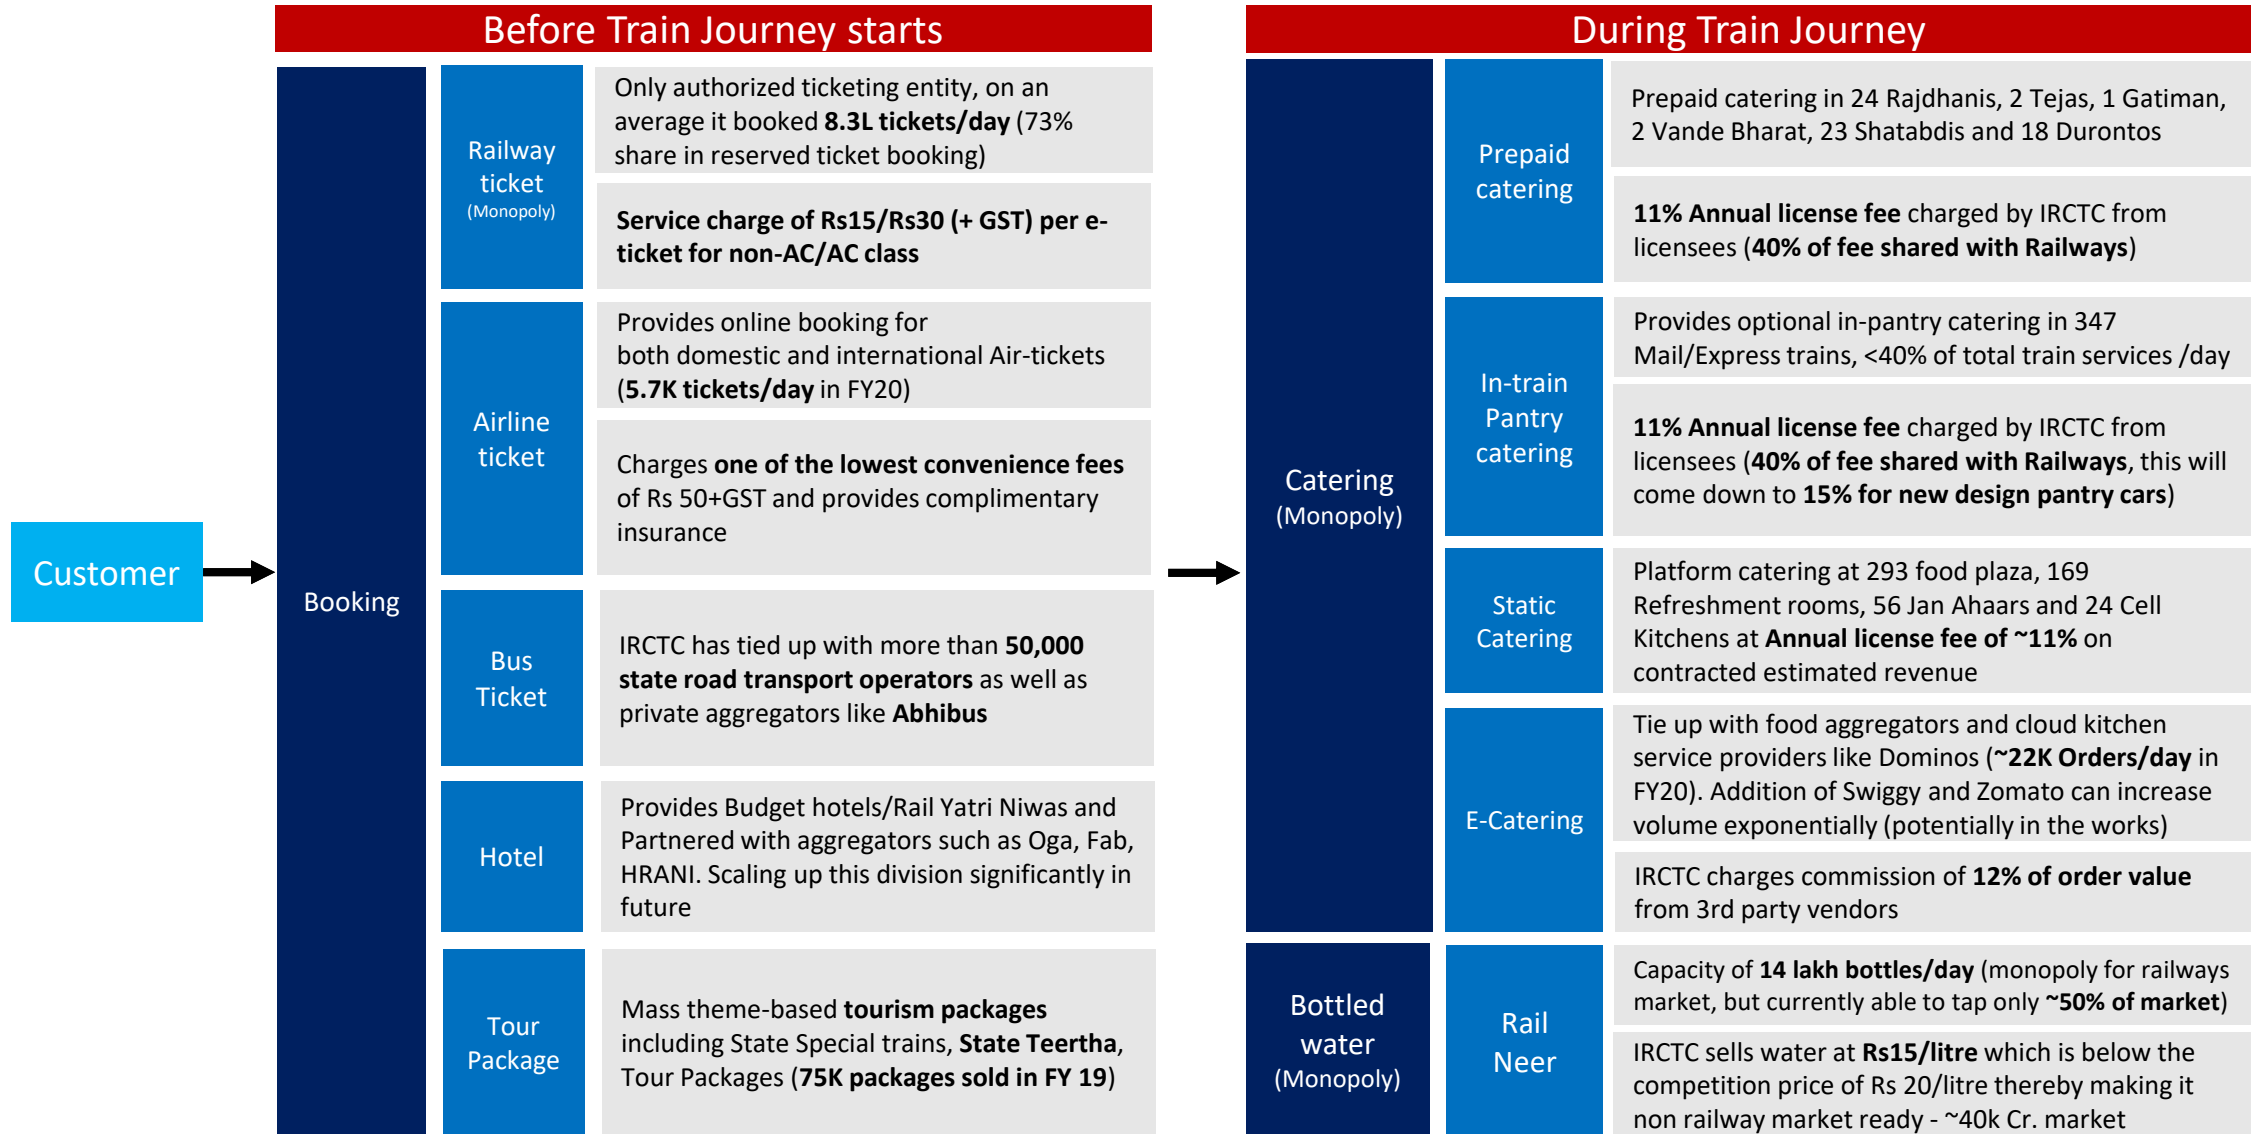 Before Train Journey starts
During Train Journey
Customer
Booking
Railway
ticket
(Monopoly)
Only authorized ticketing entity, on an
average it booked 8.3L tickets/day (73%
share in reserved ticket booking)
Service charge of Rs15/Rs30 (+ GST) per e-
ticket for non-AC/AC class
Airline
ticket
Provides online booking for
both domestic and international Air-tickets
(5.7K tickets/day in FY20)
Charges one of the lowest convenience fees
of Rs 50+GST and provides complimentary
insurance
Bus
Ticket
IRCTC has tied up with more than 50,000
state road transport operators as well as
private aggregators like Abhibus
Hotel
Provides Budget hotels/Rail Yatri Niwas and
Partnered with aggregators such as Oga, Fab,
HRANI. Scaling up this division significantly in
future
Tour
Package
Mass theme-based tourism packages
including State Special trains, State Teertha,
Tour Packages (75K packages sold in FY 19)
Catering
(Monopoly)
Prepaid
catering
Prepaid catering in 24 Rajdhanis, 2 Tejas, 1 Gatiman,
2 Vande Bharat, 23 Shatabdis and 18 Durontos
11% Annual license fee charged by IRCTC from
licensees (40% of fee shared with Railways)
In-train
Pantry
catering
Provides optional in-pantry catering in 347
Mail/Express trains, <40% of total train services /day
11% Annual license fee charged by IRCTC from
licensees (40% of fee shared with Railways, this will
come down to 15% for new design pantry cars)
Static
Catering
Platform catering at 293 food plaza, 169
Refreshment rooms, 56 Jan Ahaars and 24 Cell
Kitchens at Annual license fee of ~11% on
contracted estimated revenue
E-Catering
Tie up with food aggregators and cloud kitchen
service providers like Dominos (~22K Orders/day in
FY20). Addition of Swiggy and Zomato can increase
volume exponentially (potentially in the works)
IRCTC charges commission of 12% of order value
from 3rd party vendors
Bottled
water
(Monopoly)
Rail
Neer
Capacity of 14 lakh bottles/day (monopoly for railways
market, but currently able to tap only ~50% of market)
IRCTC sells water at Rs15/litre which is below the
competition price of Rs 20/litre thereby making it
non railway market ready - ~40k Cr. market